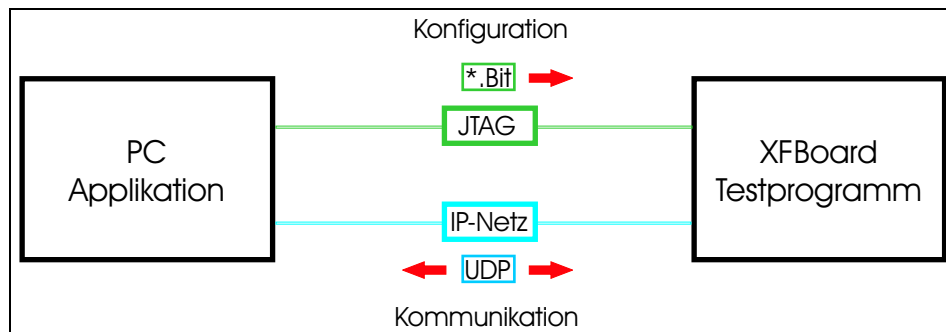 Konfiguration
*.Bit
JTAG
PC
Applikation
XFBoard
Testprogramm
IP-Netz
UDP
Kommunikation